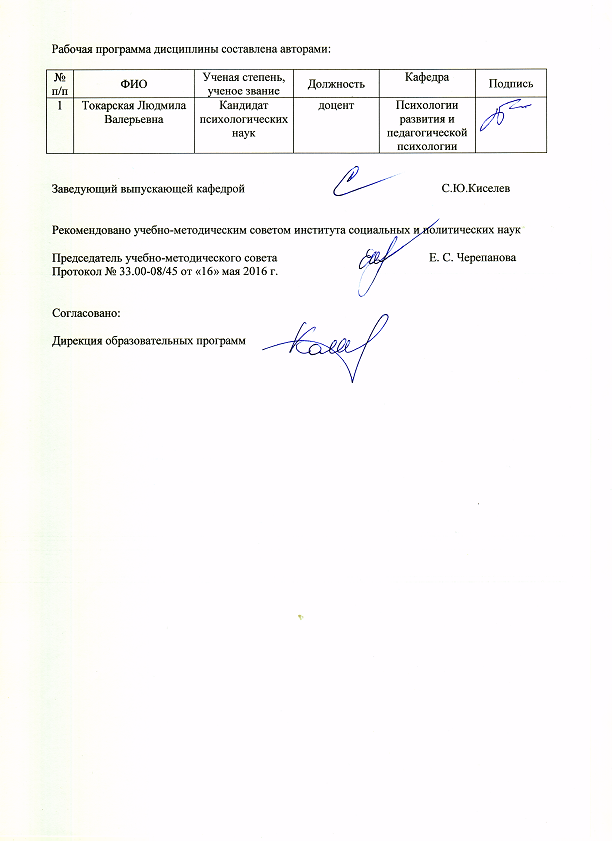 Рабочая программа дисциплины составлена авторами:
№ п/п ФИО Ученая степень, ученое звание Должность Кафедра Подпись
1 Токарская Людмила Валерьевна Кандидат психологических наук доцент Психологии развития и педагогической психологии
Заведующий выпускающей кафедрой С.Ю.Киселев
Рекомендовано учебно-методическим советом института социальных и политических наук
Председатель учебно-методического совета Е. С. Черепанова
Протокол № 33.00-08/45 от «16» мая 2016 г.
Согласовано:
Дирекция образовательных программ